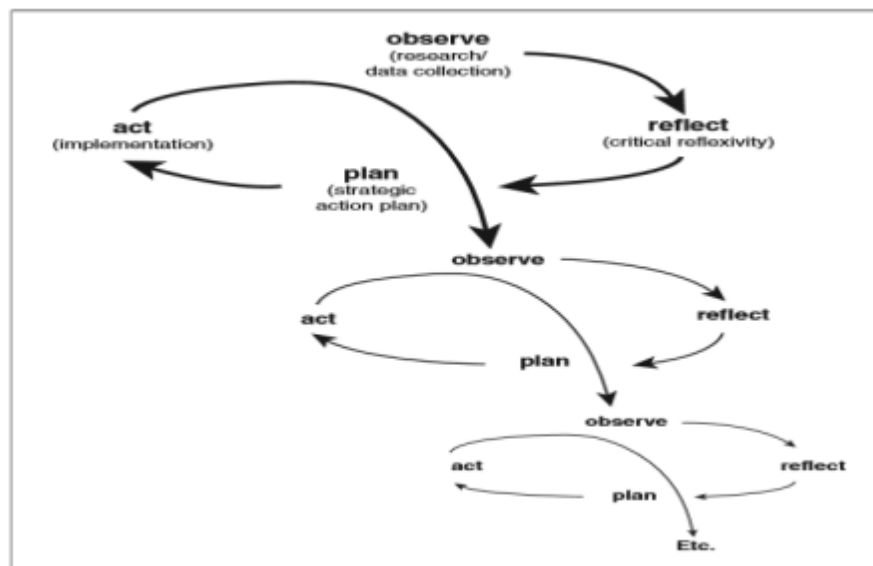 observe
(research/
data collection)
reflect
(critical reflexivity)
plan
(strategic
action plan)
act
(implementation)
observe
reflect
plan
act
observe
reflect
plan
act
Etc.